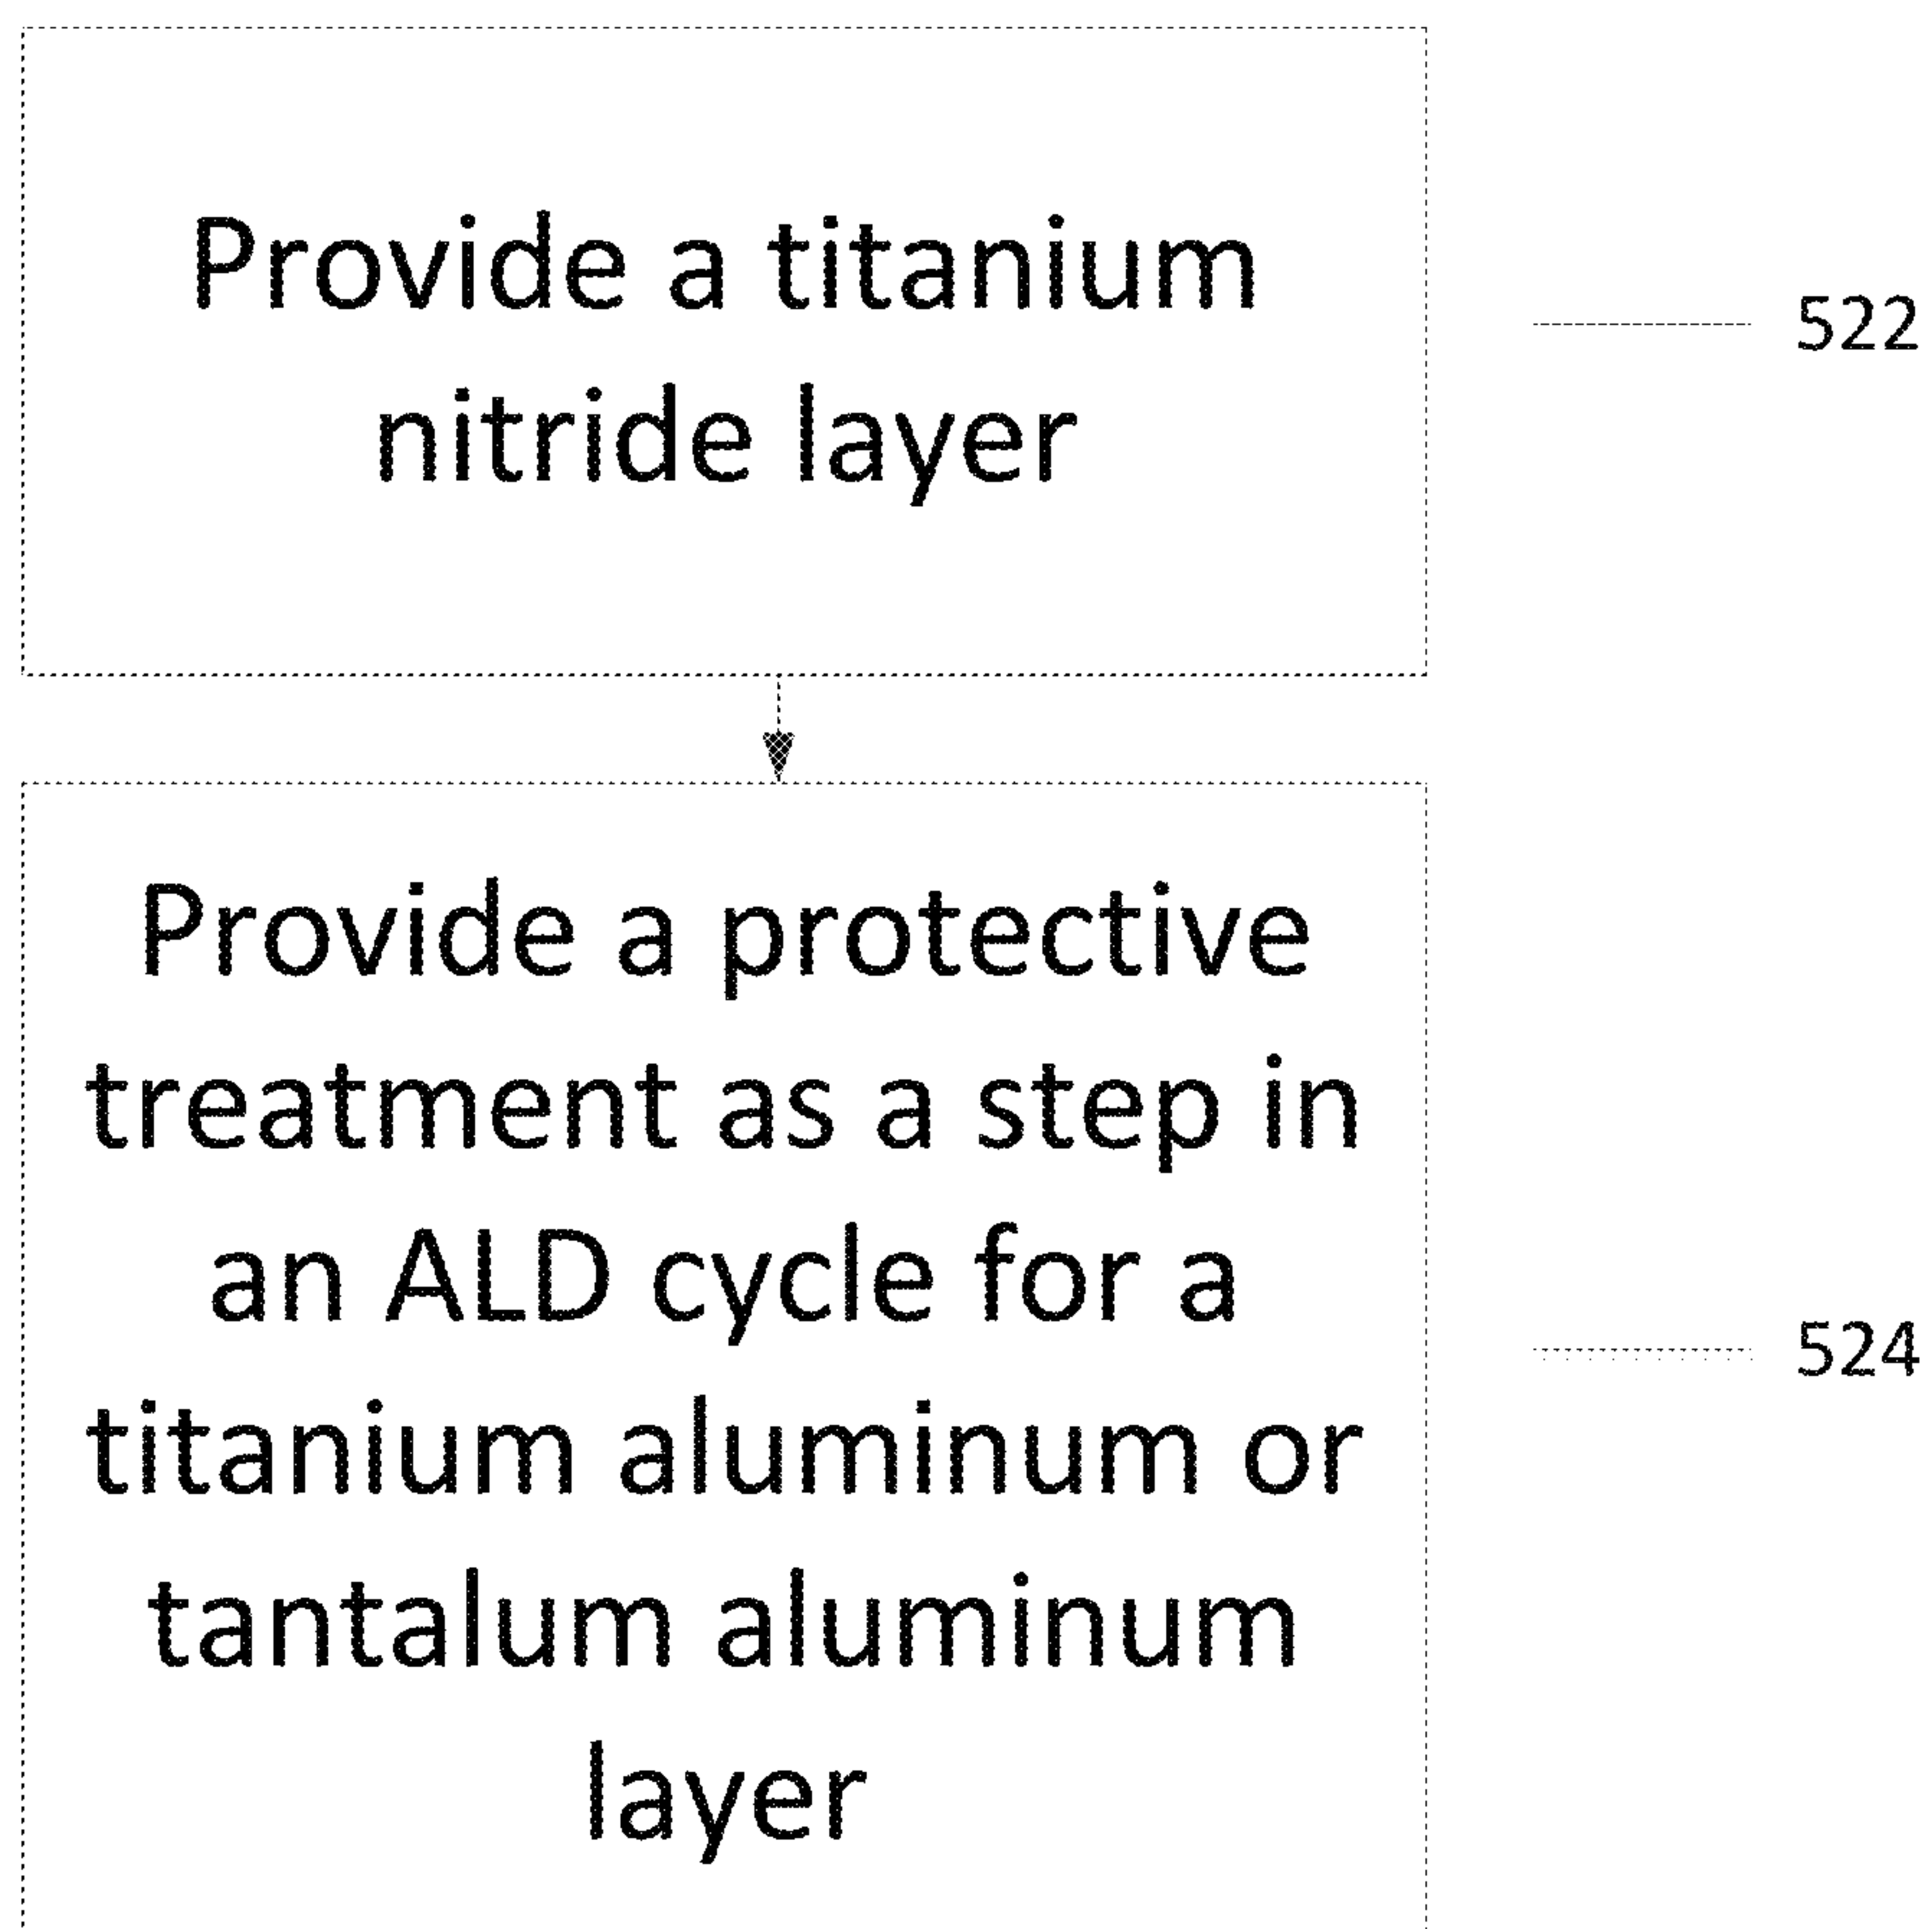 Provide a titanium
nitride layer
522
Provide a protective
treatment as a step in
an ALD cycle for a
titanium aluminum or
tantalum aluminum
layer
524